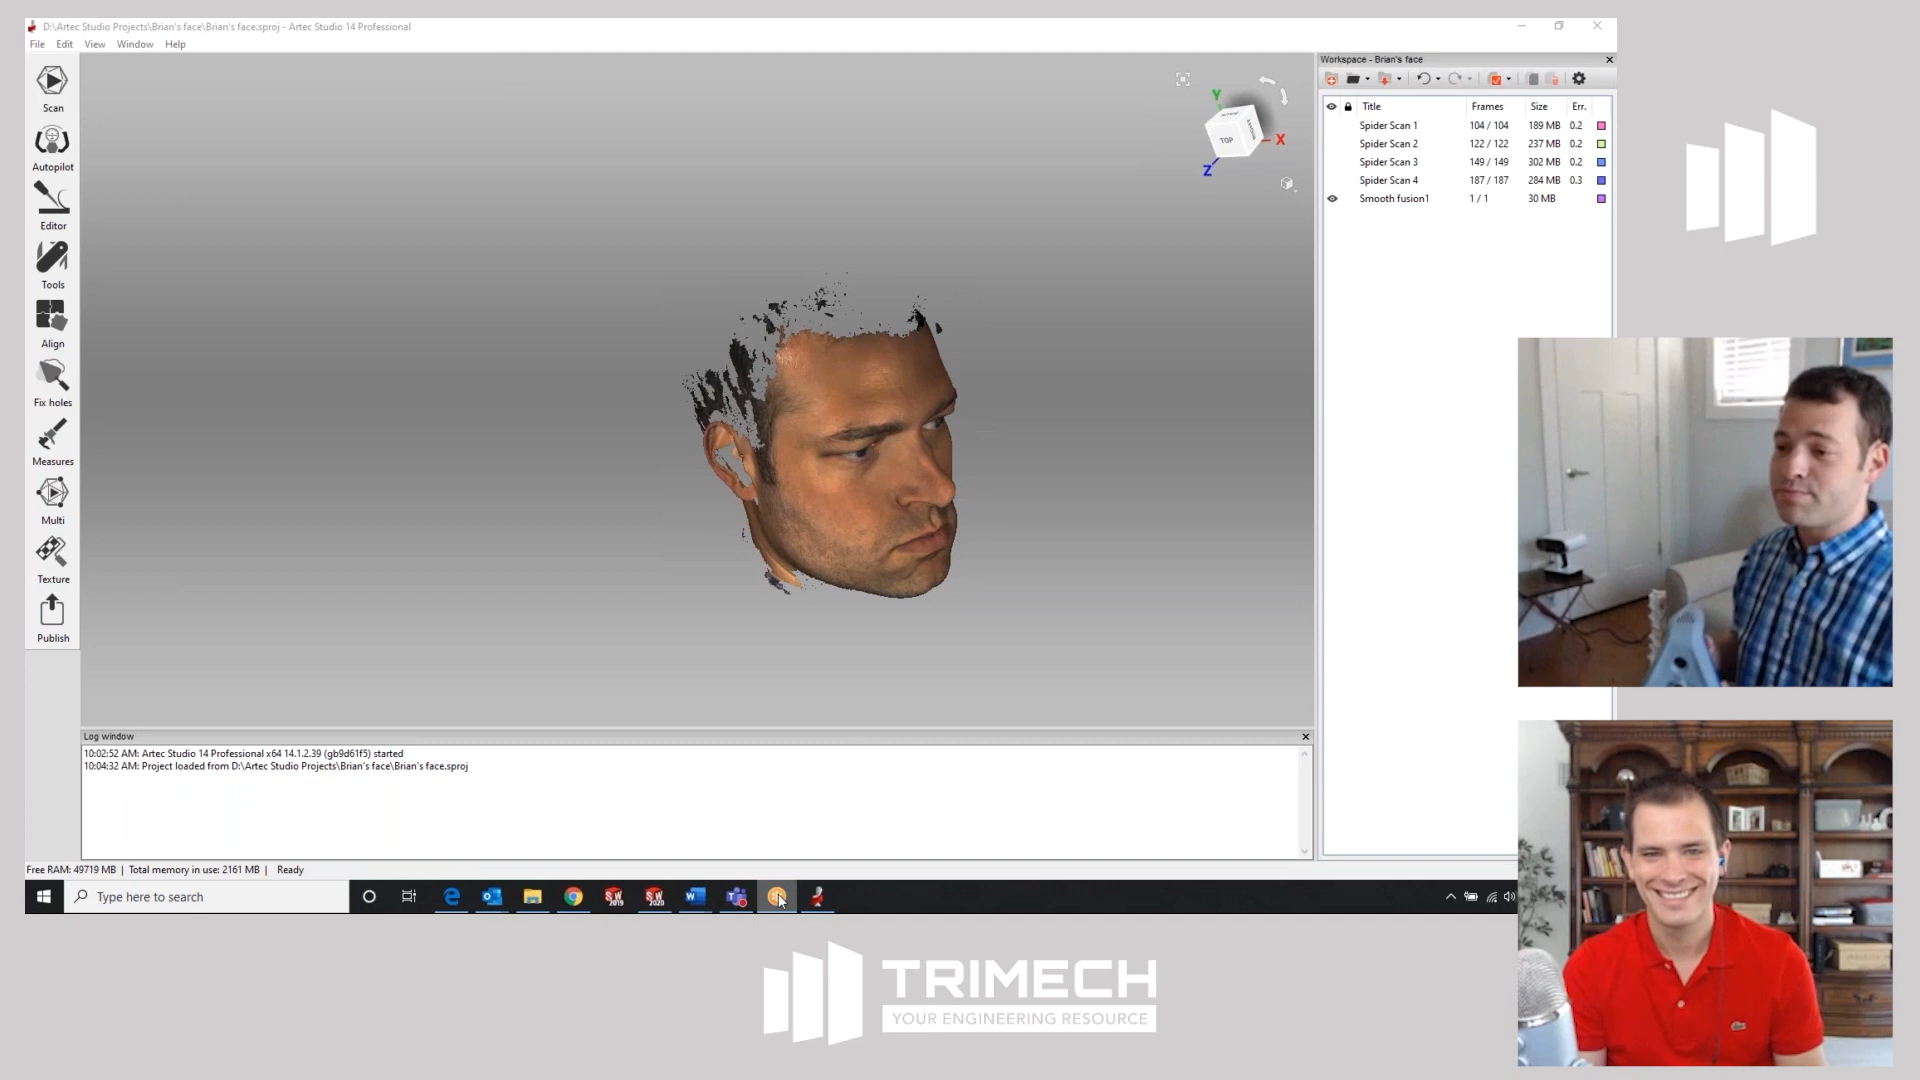 D:\Artec Studio Projects\Brian's face\Brian's face.sproj - Artec Studio 14 Professional
File Edit View Window Help
Scan
Autopilot
Editor
Tools
Align
Fix holes
Measures
Multi
Texture
Publish
Y
X
Z
TOP
Workspace - Brian's face
Title Frames Size Err.
Spider Scan 1 104 / 104 189 MB 0.2
Spider Scan 2 122 / 122 237 MB 0.2
Spider Scan 3 149 / 149 302 MB 0.2
Spider Scan 4 187 / 187 284 MB 0.3
Smooth fusion1 1 / 1 30 MB
Log window
10:02:52 AM: Artec Studio 14 Professional x64 14.1.2.39 (gb9d61f5) started
10:04:32 AM: Project loaded from D:\Artec Studio Projects\Brian's face\Brian's face.sproj
Free RAM: 49719 MB | Total memory in use: 2161 MB | Ready
Type here to search
SW 2019
SW 2020
W
T
TRIMECH
YOUR ENGINEERING RESOURCE